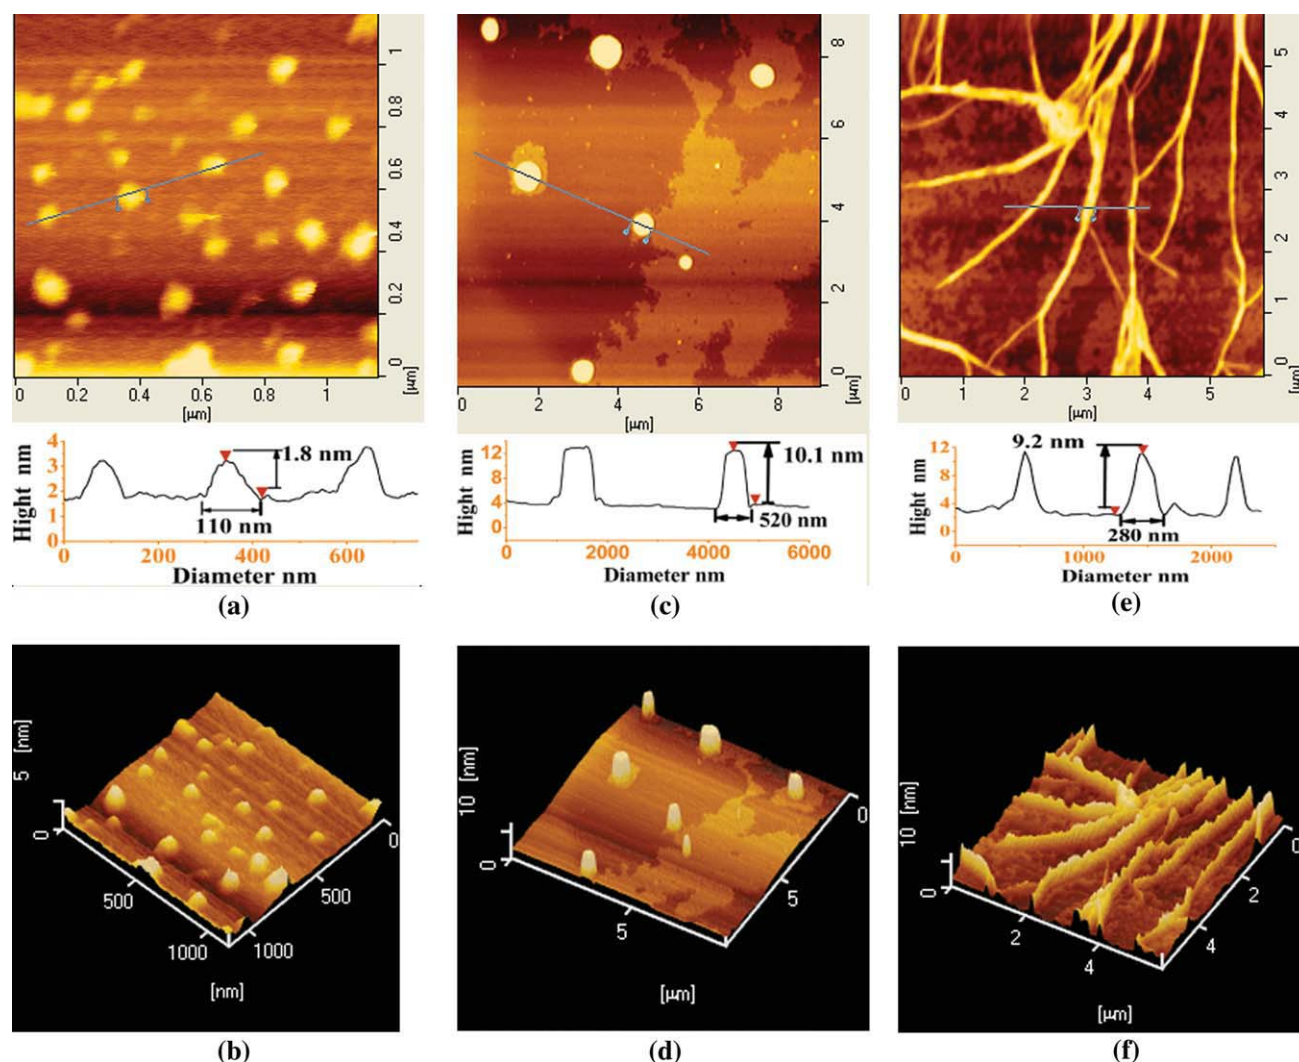 1
0.8
0.6
0.4
0.2
0
[µm]
0
0.2
0.4
0.6
0.8
1
[µm]
4
3
2
1
0
Hight nm
1.8 nm
110 nm
0
200
400
600
Diameter nm
(a)
8
6
4
2
0
[µm]
2
4
6
8
[µm]
12
8
4
0
Hight nm
10.1 nm
520 nm
0
2000
4000
6000
Diameter nm
(c)
5
4
3
2
1
0
[µm]
0
1
2
3
4
5
[µm]
12
8
4
0
Hight nm
9.2 nm
280 nm
0
1000
2000
Diameter nm
(e)
5 [nm]
0
500
1000
0
500
1000
[nm]
(b)
10 [nm]
0
5
0
5
[µm]
(d)
10 [nm]
0
2
4
0
2
4
[µm]
(f)